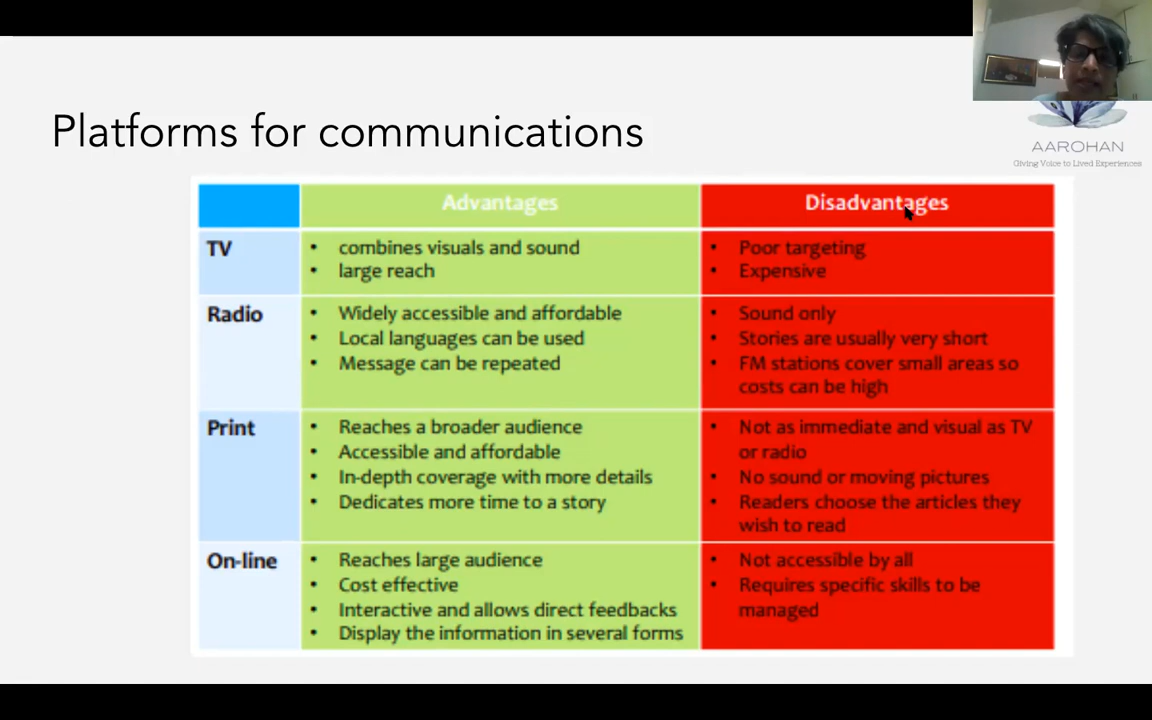 Platforms for communications
AAROHAN
Giving Voice to Lived Experiences
Advantages
Disadvantages
TV
• combines visuals and sound
• large reach
• Poor targeting
• Expensive
Radio
• Widely accessible and affordable
• Local languages can be used
• Message can be repeated
• Sound only
• Stories are usually very short
• FM stations cover small areas so
costs can be high
Print
• Reaches a broader audience
• Accessible and affordable
• In-depth coverage with more details
• Dedicates more time to a story
• Not as immediate and visual as TV
or radio
• No sound or moving pictures
• Readers choose the articles they
wish to read
On-line
• Reaches large audience
• Cost effective
• Interactive and allows direct feedbacks
• Display the information in several forms
• Not accessible by all
• Requires specific skills to be
managed